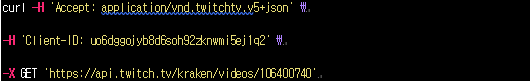 curl -H 'Accept: application/vnd.twitchtv.v5+json' ₩
-H 'Client-ID: uo6dggojyb8d6soh92zknwmi5ej1q2' ₩
-X GET 'https://api.twitch.tv/kraken/videos/106400740'